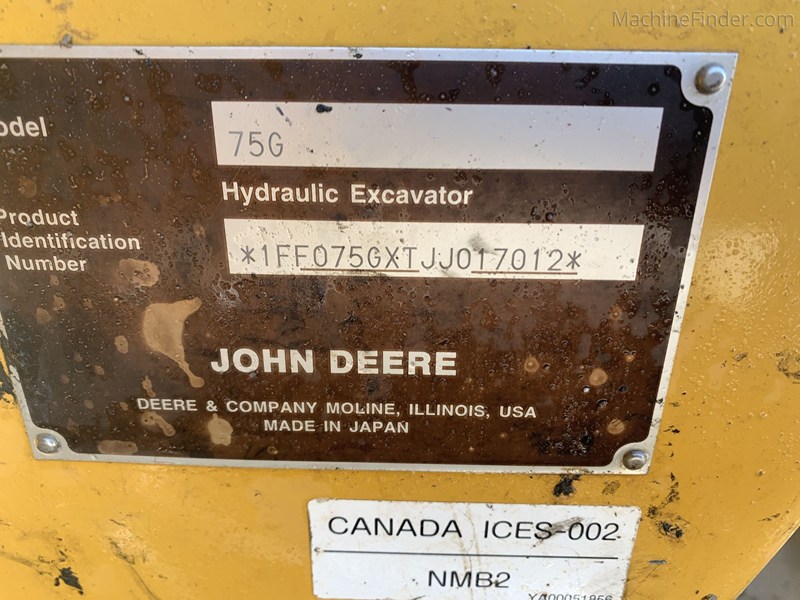 MachineFinder.com
odel
75G
Hydraulic Excavator
Product
Identification
Number
*1FF075GXTJJ017012*
JOHN DEERE
DEERE & COMPANY MOLINE, ILLINOIS, USA
MADE IN JAPAN
CANADA ICES-002
NMB2
YA00051856